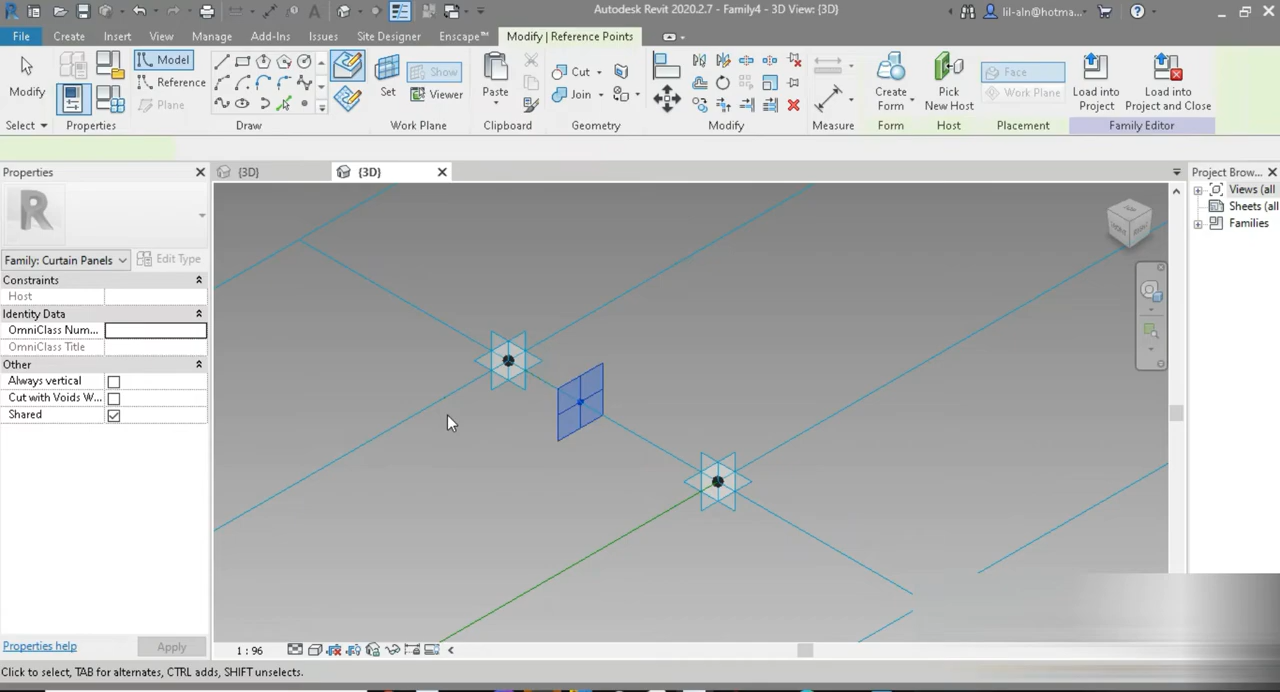 Autodesk Revit 2020.2.7 - Family4 - 3D View: {3D}
lil-aln@hotma...
File Create Insert View Manage Add-Ins Issues Site Designer Enscape™ Modify | Reference Points
Modify
Model
Reference
Plane
Set
Show
Viewer
Paste
Cut
Join
Create Form
Pick New Host
Face
Work Plane
Load into Project
Load into Project and Close
Select Properties Draw Work Plane Clipboard Geometry Modify Measure Form Host Placement Family Editor
Properties
{3D}
{3D}
Project Brow...
Views (all
Sheets (all
Families
Family: Curtain Panels
Edit Type
Constraints
Host
Identity Data
OmniClass Num...
OmniClass Title
Other
Always vertical
Cut with Voids W...
Shared
Properties help
Apply
1 : 96
Click to select, TAB for alternates, CTRL adds, SHIFT unselects.